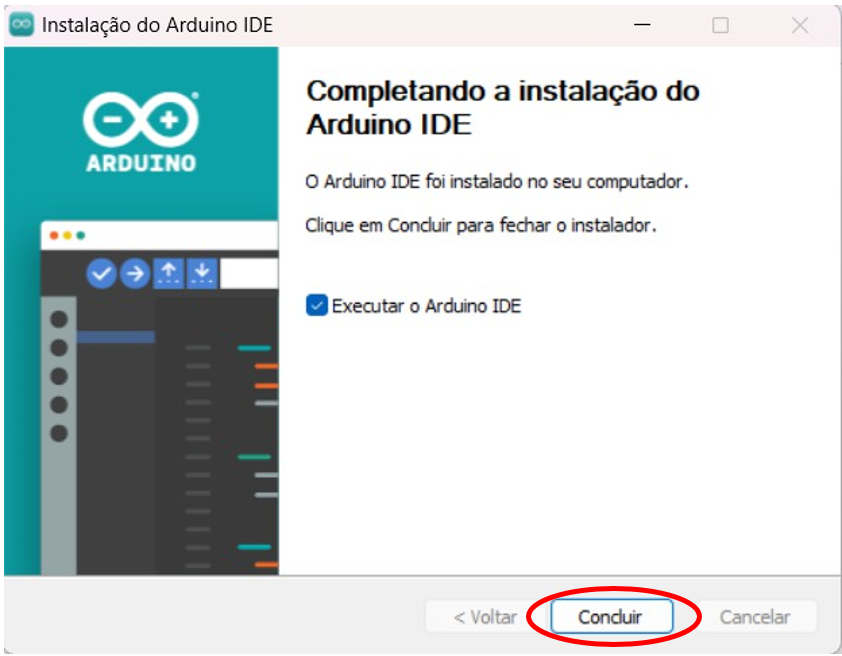 Instalação do Arduino IDE
ARDUINO
Completando a instalação do
Arduino IDE
O Arduino IDE foi instalado no seu computador.
Clique em Concluir para fechar o instalador.
Executar o Arduino IDE
< Voltar
Concluir
Cancelar